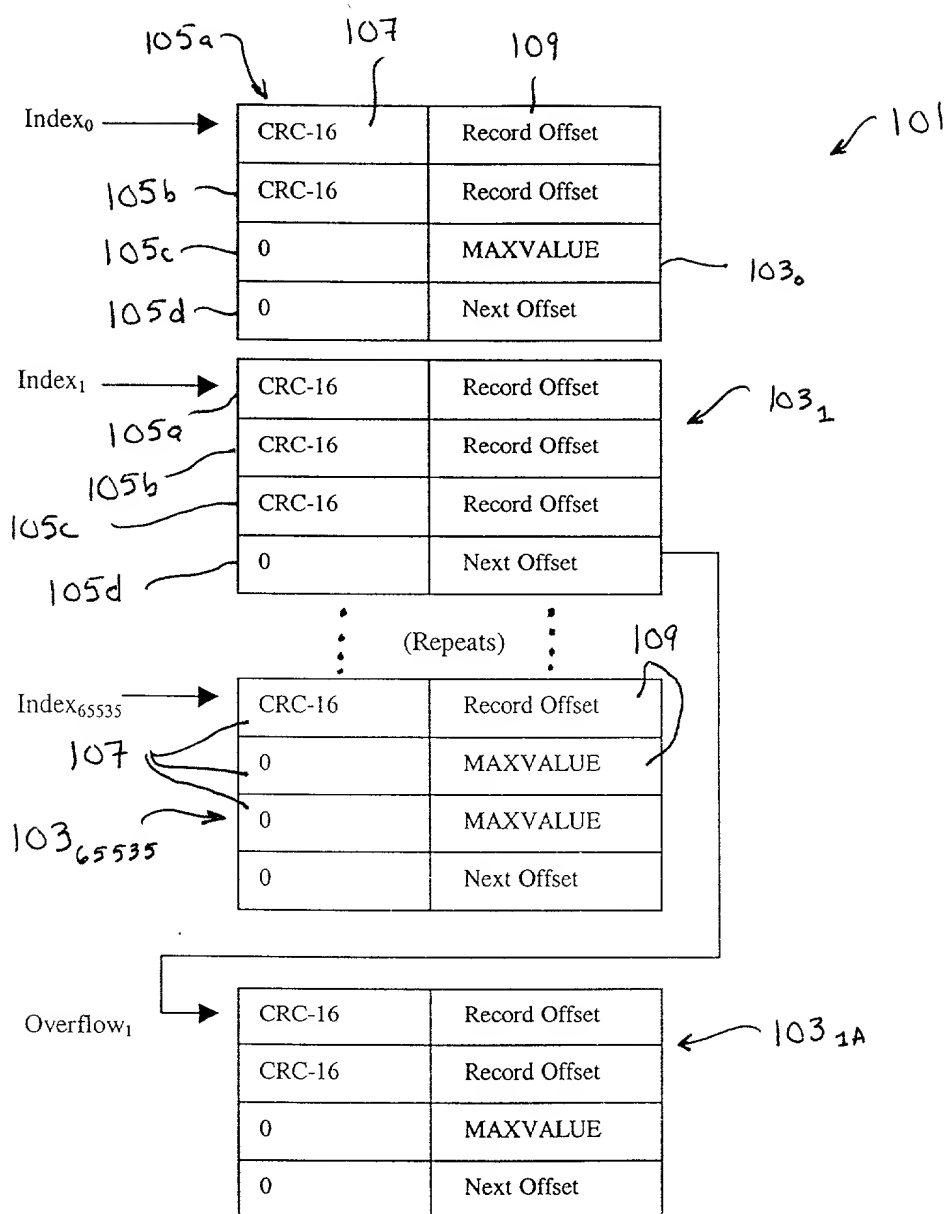 105a 107 109
Index₀ CRC-16 Record Offset 101
105b CRC-16 Record Offset
105c 0 MAXVALUE 103₀
105d 0 Next Offset
Index₁ CRC-16 Record Offset 103₁
105a
CRC-16 Record Offset
105b
CRC-16 Record Offset
105c
0 Next Offset
105d
(Repeats) 109
Index₆₅₅₃₅ CRC-16 Record Offset
107 0 MAXVALUE
103₆₅₅₃₅ 0 MAXVALUE
0 Next Offset
Overflow₁ CRC-16 Record Offset 103₁A
CRC-16 Record Offset
0 MAXVALUE
0 Next Offset